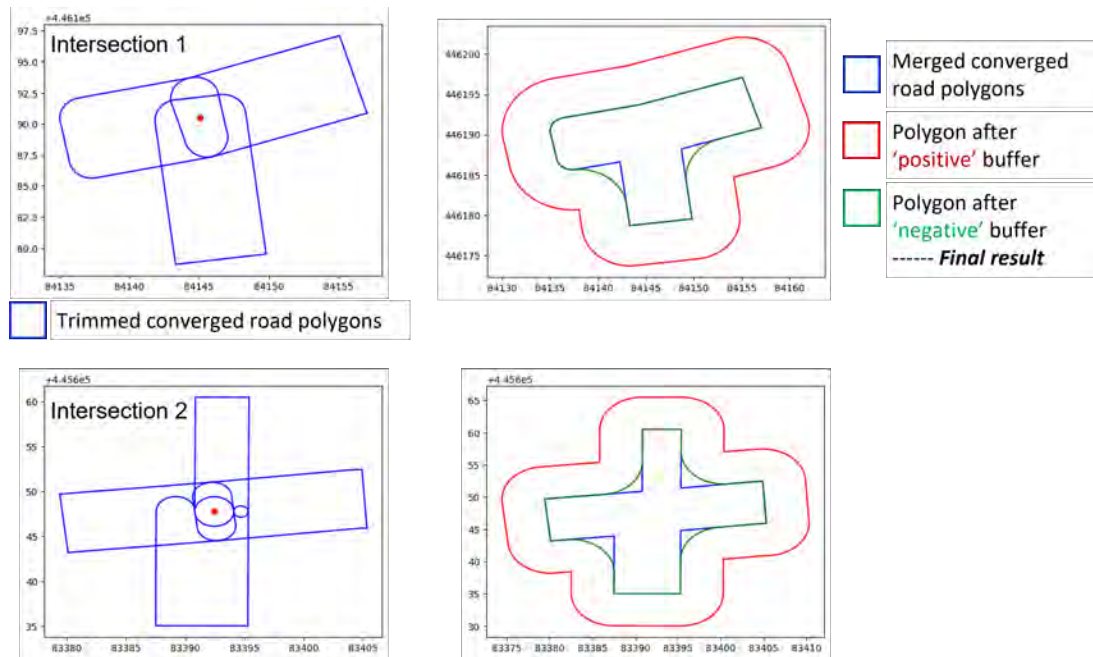 +4.461e5
Intersection 1
97.5
95.0
92.5
90.0
87.5
85.0
82.5
80.0
84135 84140 84145 84150 84155
Trimmed converged road polygons
446200
446195
446190
446185
446180
446175
84130 84135 84140 84145 84150 84155 84160
Merged converged
road polygons
Polygon after
'positive' buffer
Polygon after
'negative' buffer
------ Final result
+4.456e5
Intersection 2
60
55
50
45
40
35
83380 83385 83390 83395 83400 83405
+4.456e5
65
60
55
50
45
40
35
30
83375 83380 83385 83390 83395 83400 83405 83410